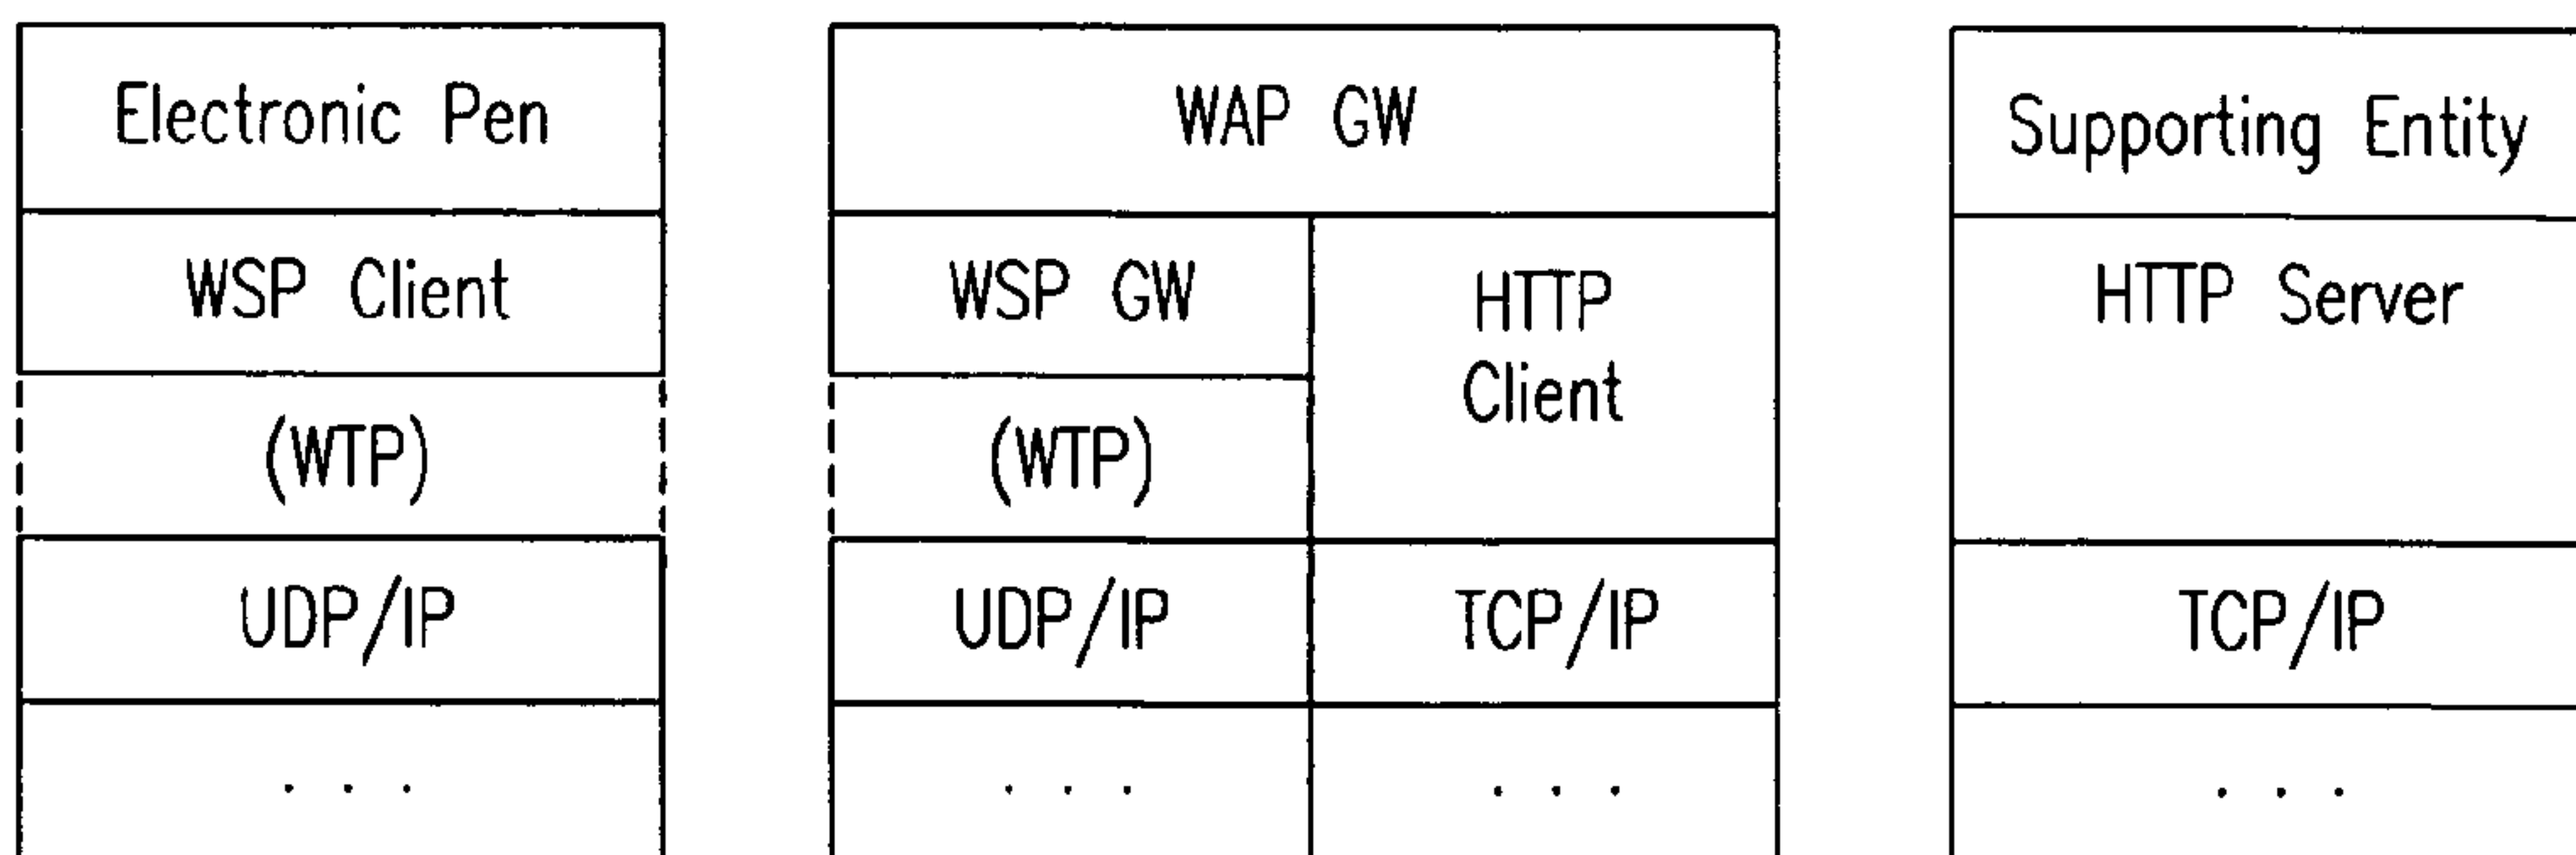 Electronic Pen
WSP Client
(WTP)
UDP/IP
. . .
WAP GW
WSP GW
(WTP)
UDP/IP
. . .
HTTP
Client
TCP/IP
. . .
Supporting Entity
HTTP Server
TCP/IP
. . .